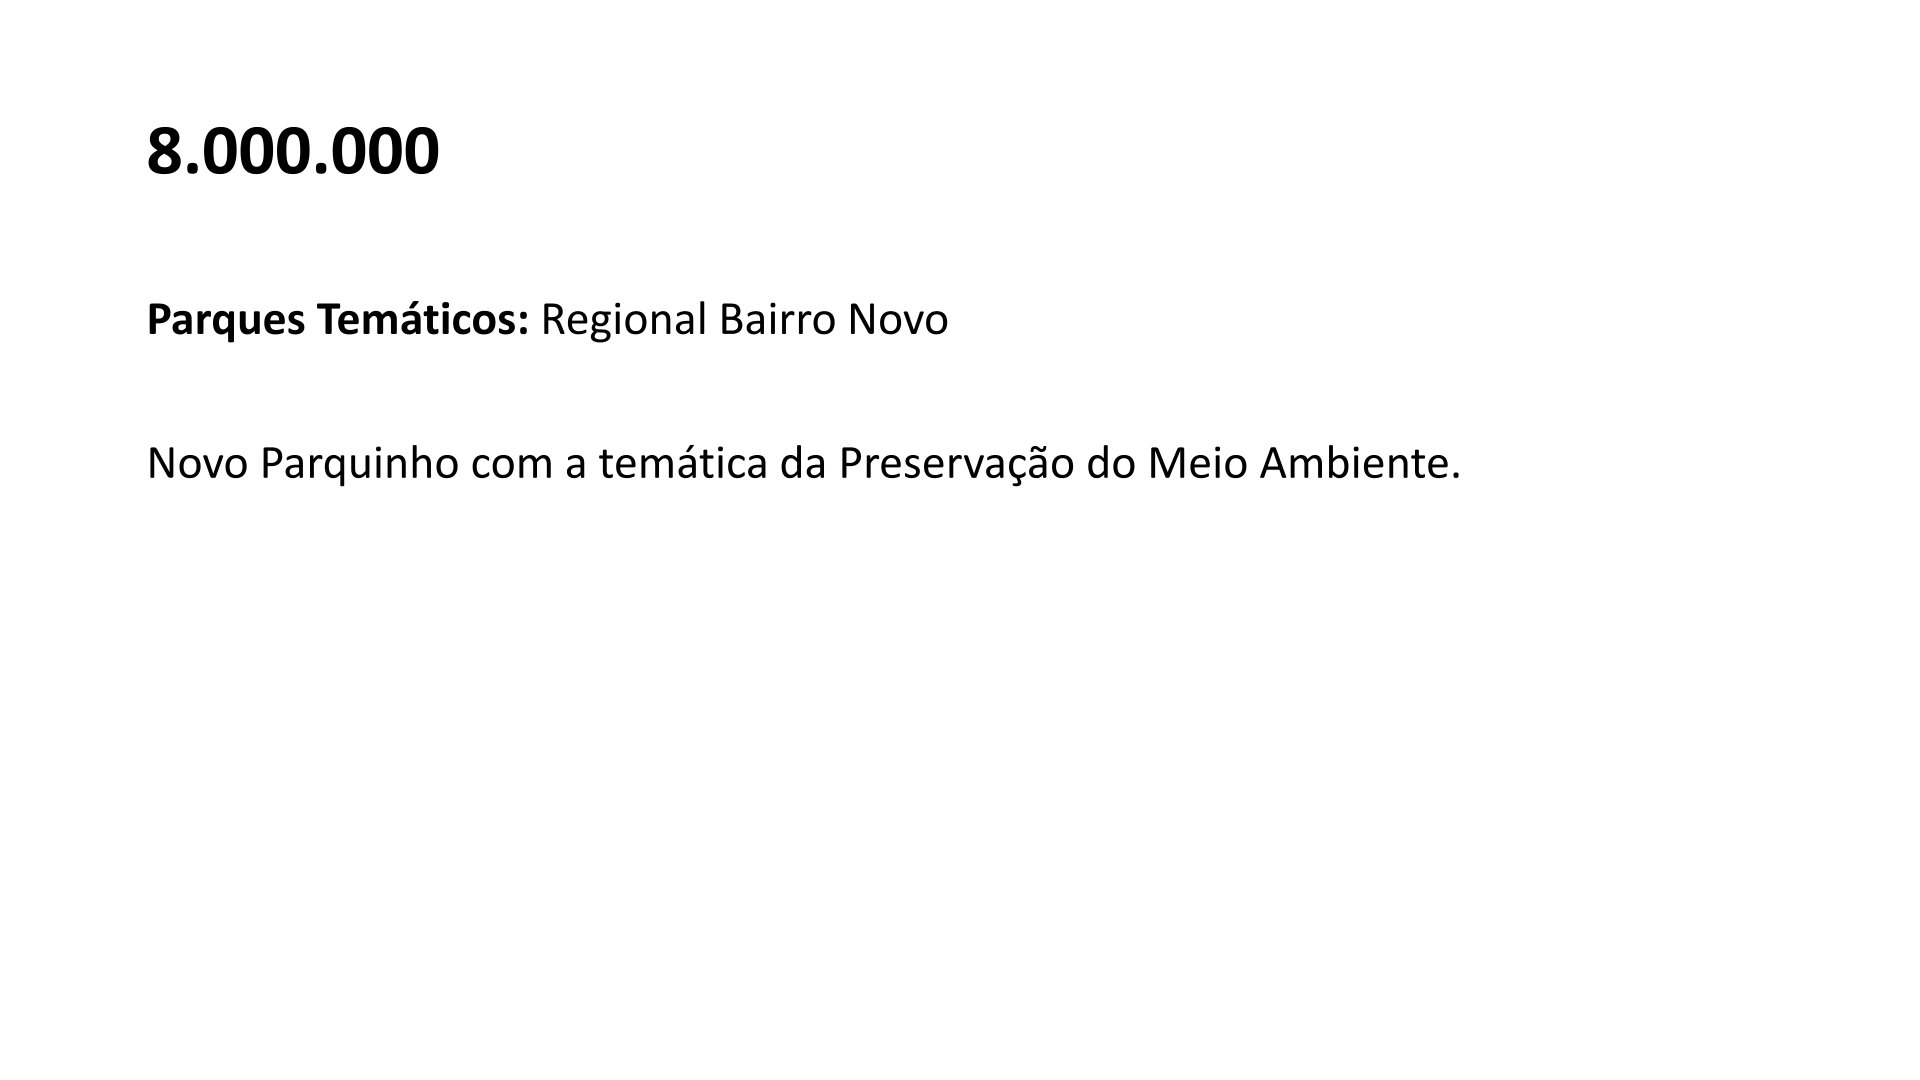 8.000.000
Parques Temáticos: Regional Bairro Novo
Novo Parquinho com a temática da Preservação do Meio Ambiente.